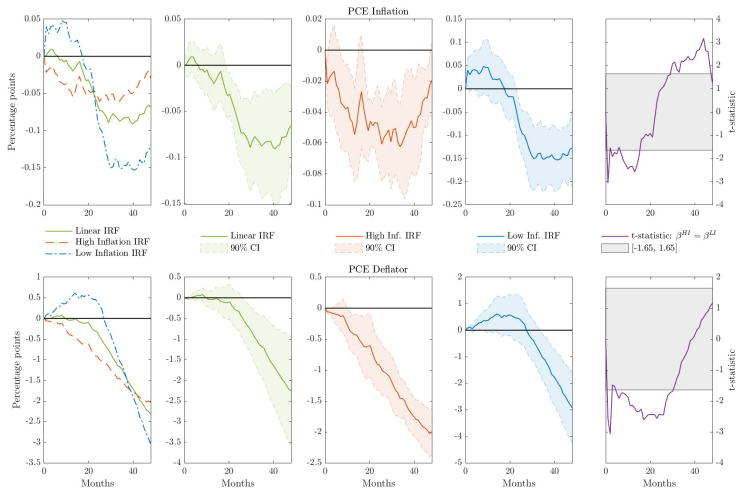 PCE Inflation
Percentage points
0.05
0
-0.05
-0.1
-0.15
-0.2
0 20 40
0.05
0
-0.05
-0.1
-0.15
0 20 40
0
-0.02
-0.04
-0.06
-0.08
-0.1
0 20 40
0.15
0.1
0.05
0
-0.05
-0.1
-0.15
-0.2
-0.25
0 20 40
4
3
2
1
0
-1
-2
-3
-4
0 20 40
t-statistic
Linear IRF
High Inflation IRF
Low Inflation IRF
Linear IRF
90% CI
High Inf. IRF
90% CI
Low Inf. IRF
90% CI
t-statistic: β^{HI} = β^{LI}
[-1.65, 1.65]
PCE Deflator
Percentage points
1
0.5
0
-0.5
-1
-1.5
-2
-2.5
-3
-3.5
0 20 40
Months
0.5
0
-0.5
-1
-1.5
-2
-2.5
-3
-3.5
-4
0 20 40
Months
0.5
0
-0.5
-1
-1.5
-2
-2.5
0 20 40
Months
2
1
0
-1
-2
-3
-4
-5
0 20 40
Months
2
1
0
-1
-2
-3
-4
0 20 40
Months
t-statistic